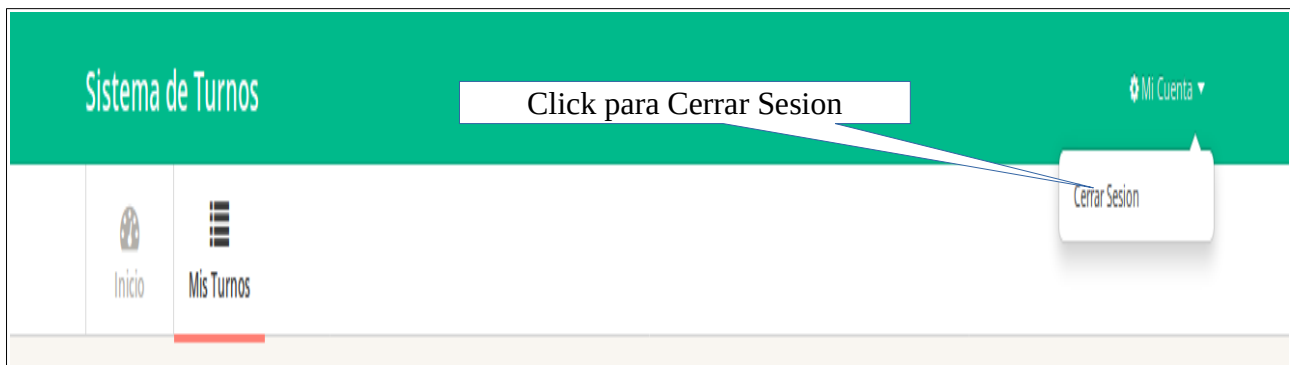 Sistema de Turnos
Click para Cerrar Sesion
Mi Cuenta
Cerrar Sesion
Inicio
Mis Turnos